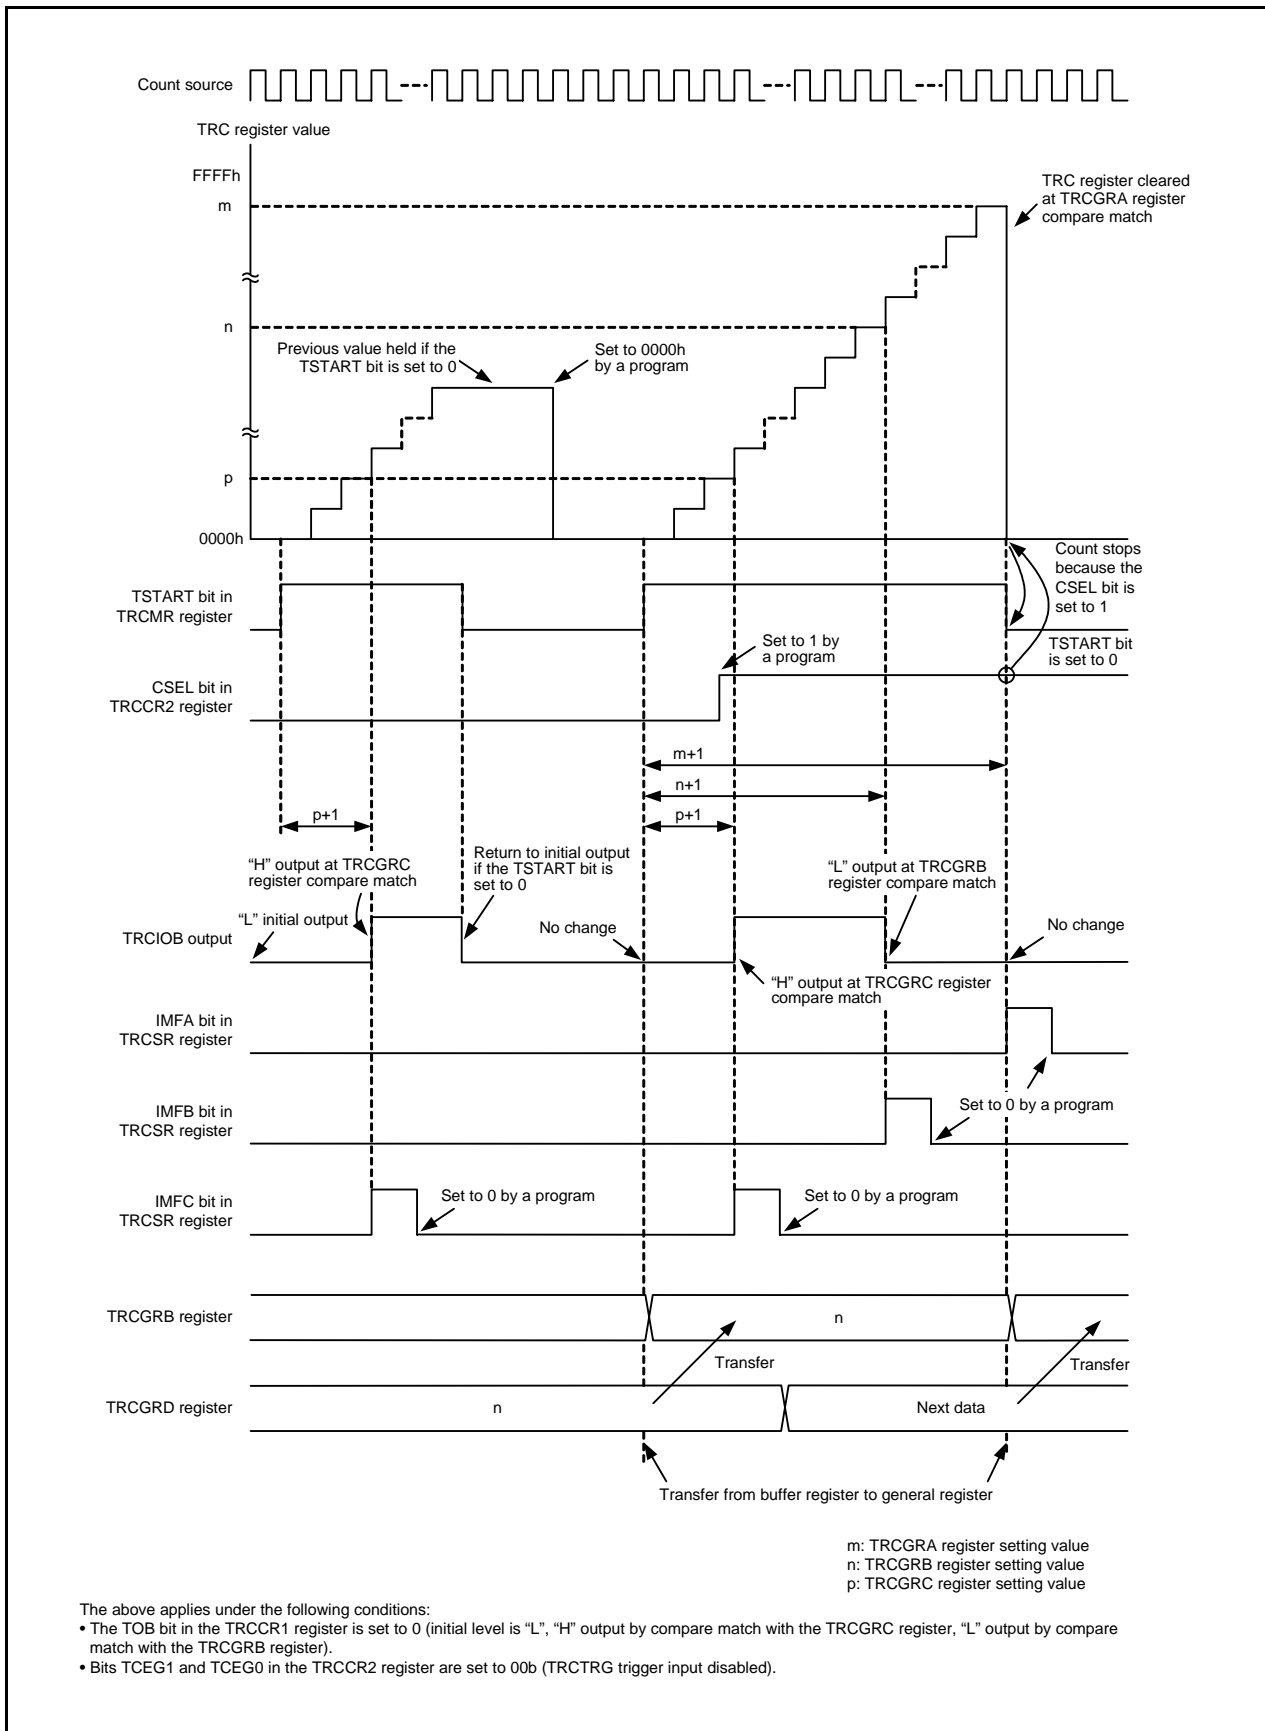 Count source
TRC register value
FFFFh
m
TRC register cleared
at TRCGRA register
compare match
n
Previous value held if the
TSTART bit is set to 0
Set to 0000h
by a program
p
0000h
Count stops
because the
CSEL bit is
set to 1
TSTART bit in
TRCMR register
TSTART bit
is set to 0
Set to 1 by
a program
CSEL bit in
TRCCR2 register
m+1
n+1
p+1
p+1
“H” output at TRCGRC
register compare match
Return to initial output
if the TSTART bit is
set to 0
“L” output at TRCGRB
register compare match
“L” initial output
No change
No change
TRCIOB output
“H” output at TRCGRC register
compare match
IMFA bit in
TRCSR register
Set to 0 by a program
IMFB bit in
TRCSR register
IMFC bit in
TRCSR register
Set to 0 by a program
Set to 0 by a program
TRCGRB register
n
Transfer
Transfer
TRCGRD register
n
Next data
Transfer from buffer register to general register
m: TRCGRA register setting value
n: TRCGRB register setting value
p: TRCGRC register setting value
The above applies under the following conditions:
• The TOB bit in the TRCCR1 register is set to 0 (initial level is “L”, “H” output by compare match with the TRCGRC register, “L” output by compare
match with the TRCGRB register).
• Bits TCEG1 and TCEG0 in the TRCCR2 register are set to 00b (TRCTRG trigger input disabled).